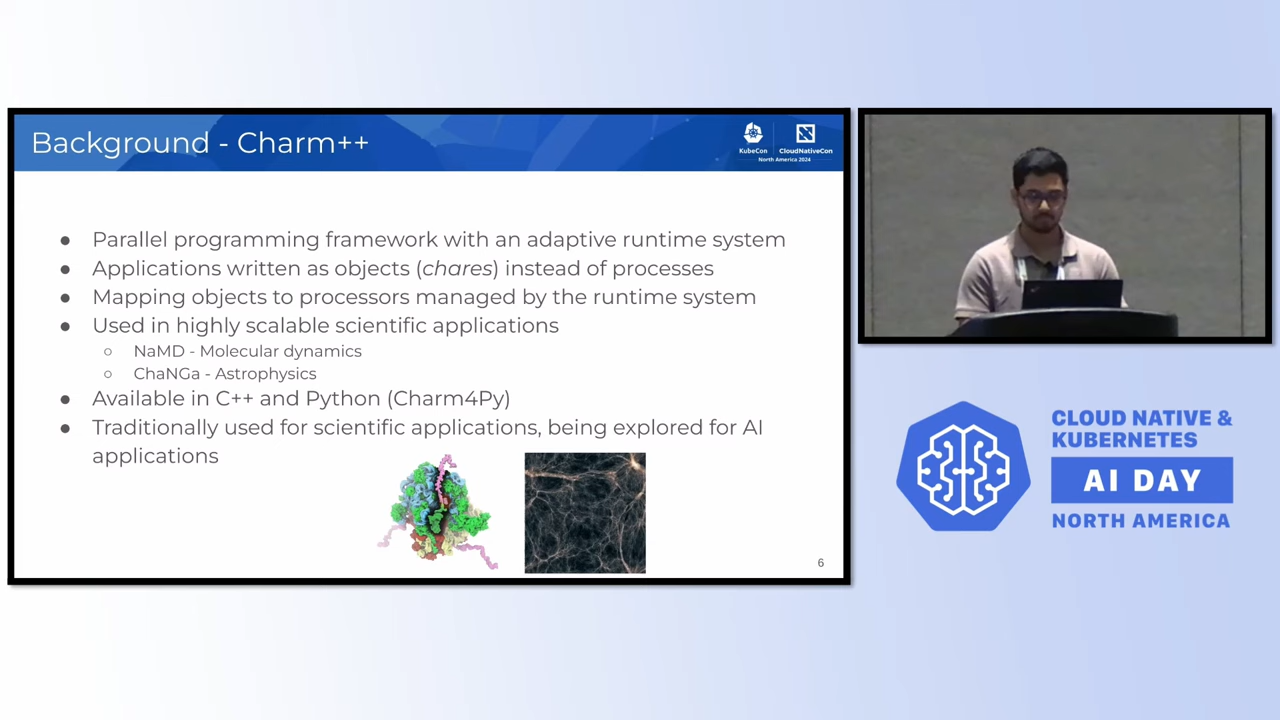 Background - Charm++
KubeCon
CloudNativeCon
North America 2024
● Parallel programming framework with an adaptive runtime system
● Applications written as objects (chares) instead of processes
● Mapping objects to processors managed by the runtime system
● Used in highly scalable scientific applications
○ NaMD - Molecular dynamics
○ ChaNGa - Astrophysics
● Available in C++ and Python (Charm4Py)
● Traditionally used for scientific applications, being explored for AI
applications
6
CLOUD NATIVE &
KUBERNETES
AI DAY
NORTH AMERICA